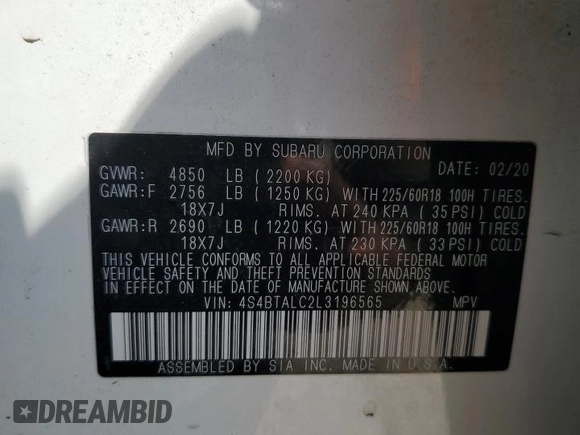 MFD BY SUBARU CORPORATION
GVWR: 4850 LB (2200 KG) DATE: 02/20
GAWR:F 2756 LB (1250 KG) WITH 225/60R18 100H TIRES.
18X7J RIMS. AT 240 KPA (35 PSI) COLD
GAWR:R 2690 LB (1220 KG) WITH 225/60R18 100H TIRES.
18X7J RIMS. AT 230 KPA (33 PSI) COLD
THIS VEHICLE CONFORMS TO ALL APPLICABLE FEDERAL MOTOR
VEHICLE SAFETY AND THEFT PREVENTION STANDARDS
IN EFFECT ON THE DATE OF MANUFACTURE SHOWN ABOVE.
VIN: 4S4BTALC2L3196565 MPV
ASSEMBLED BY SIA INC. MADE IN U.S.A.
DREAMBID